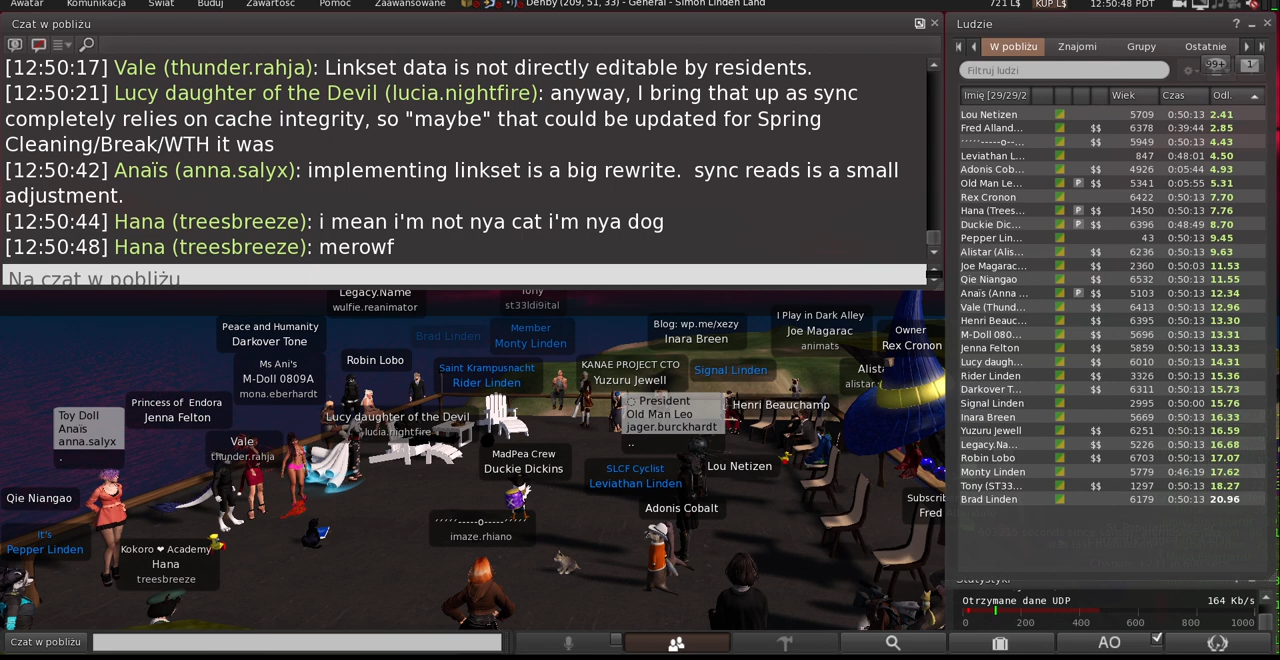 Awatar Komunikacja Świat Buduj Zawartość Pomoc Zaawansowane Denby (209, 51, 33) - General - Simon Linden Land 721 L$ KUP L$ 12:50:48 PDT
Czat w pobliżu
[12:50:17] Vale (thunder.rahja): Linkset data is not directly editable by residents.
[12:50:21] Lucy daughter of the Devil (lucia.nightfire): anyway, I bring that up as sync
completely relies on cache integrity, so "maybe" that could be updated for Spring
Cleaning/Break/WTH it was
[12:50:42] Anaïs (anna.salyx): implementing linkset is a big rewrite. sync reads is a small
adjustment.
[12:50:44] Hana (treesbreeze): i mean i'm not nya cat i'm nya dog
[12:50:48] Hana (treesbreeze): merowf
Na czat w pobliżu
Legacy.Name
wulfie.reanimator
Tony
st33ldi9ital
Peace and Humanity
Darkover Tone
Brad Linden
Member
Monty Linden
Blog: wp.me/xezy
Inara Breen
I Play in Dark Alley
Joe Magarac
animats
Owner
Rex Cronon
Ms Ani's
M-Doll 0809A
mona.eberhardt
Robin Lobo
Saint Krampusnacht
Rider Linden
KANAE PROJECT CTO
Yuzuru Jewell
Signal Linden
Alist
alistar
Princess of Endora
Jenna Felton
Toy Doll
Anaïs
anna.salyx
.
Lucy daughter of the Devil
lucia.nightfire
President
Old Man Leo
jager.burckhardt
..
Henri Beauchamp
Vale
thunder.rahja
MadPea Crew
Duckie Dickins
SLCF Cyclist
Leviathan Linden
Lou Netizen
Qie Niangao
Adonis Cobalt
Subscrib
Fred
It's
Pepper Linden
´´´´´-----o-----´´´´´
imaze.rhiano
Kokoro ❤ Academy
Hana
treesbreeze
Czat w pobliżu
Ludzie
W pobliżu Znajomi Grupy Ostatnie
Filtruj ludzi 99+ 1
Imię [29/29/2 Wiek Czas Odl.
Lou Netizen 5709 0:50:13 2.41
Fred Alland... $$ 6378 0:39:44 2.85
´´´´´-----o--... $$ 5949 0:50:13 4.43
Leviathan L... 847 0:48:01 4.50
Adonis Cob... $$ 4926 0:05:44 4.93
Old Man Le... P $$ 5341 0:05:55 5.31
Rex Cronon 6422 0:50:13 7.70
Hana (Trees... P $$ 1450 0:50:13 7.76
Duckie Dic... P $$ 6396 0:48:49 8.70
Pepper Lin... 43 0:50:13 9.45
Alistar (Alis... $$ 6236 0:50:13 9.63
Joe Magarac... $$ 2360 0:50:03 11.53
Qie Niangao $$ 6532 0:50:13 11.55
Anaïs (Anna ... P $$ 5103 0:50:13 12.34
Vale (Thund... $$ 6413 0:50:13 12.96
Henri Beauc... $$ 6395 0:50:13 13.30
M-Doll 080... $$ 5696 0:50:13 13.31
Jenna Felton $$ 5859 0:50:13 13.33
Lucy daugh... $$ 6010 0:50:13 14.31
Rider Linden $$ 3326 0:50:13 15.36
Darkover T... $$ 6311 0:50:13 15.73
Signal Linden 2995 0:50:00 15.76
Inara Breen 5669 0:50:13 16.33
Yuzuru Jewell $$ 6251 0:50:13 16.59
Legacy.Na... $$ 5226 0:50:13 16.68
Robin Lobo $$ 6703 0:50:13 17.07
Monty Linden 5779 0:46:19 17.62
Tony (ST33... $$ 1297 0:50:13 18.27
Brad Linden 6179 0:50:13 20.96
Statystyki
Otrzymane dane UDP 164 Kb/s
0 200 400 600 800 1000
AO